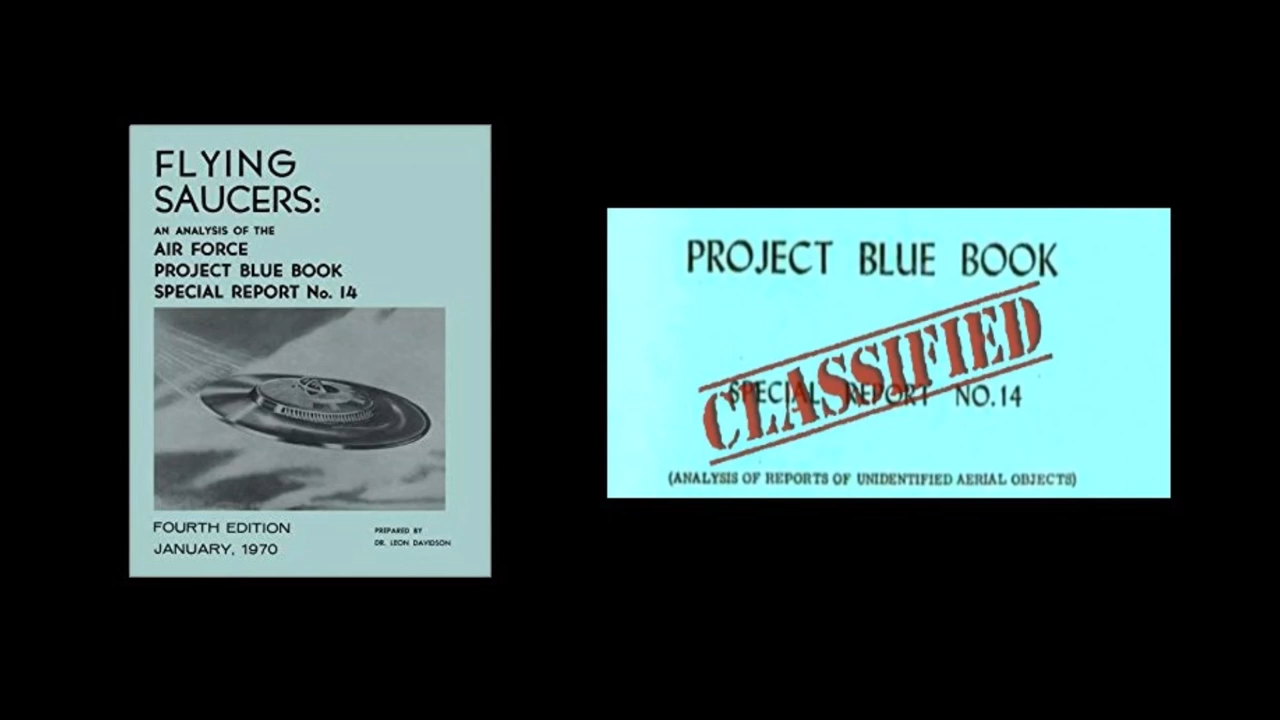 FLYING
SAUCERS:
AN ANALYSIS OF THE
AIR FORCE
PROJECT BLUE BOOK
SPECIAL REPORT No. 14
FOURTH EDITION
JANUARY, 1970
PREPARED BY
DR. LEON DAVIDSON
PROJECT BLUE BOOK
CLASSIFIED
SPECIAL REPORT NO.14
(ANALYSIS OF REPORTS OF UNIDENTIFIED AERIAL OBJECTS)